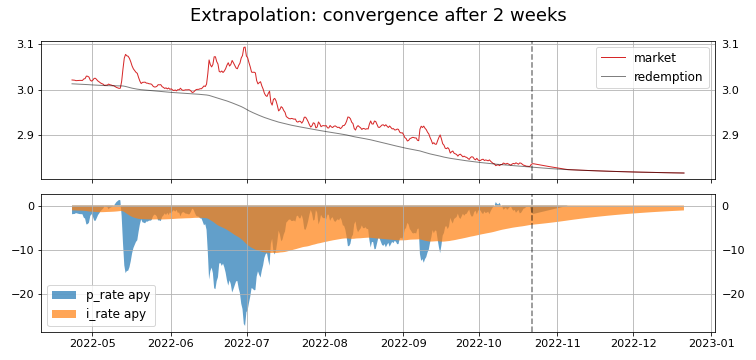 Extrapolation: convergence after 2 weeks
3.1
3.1
market
redemption
3.0
3.0
2.9
2.9
0
0
−10
−10
−20
−20
p_rate apy
i_rate apy
2022-05 2022-06 2022-07 2022-08 2022-09 2022-10 2022-11 2022-12 2023-01